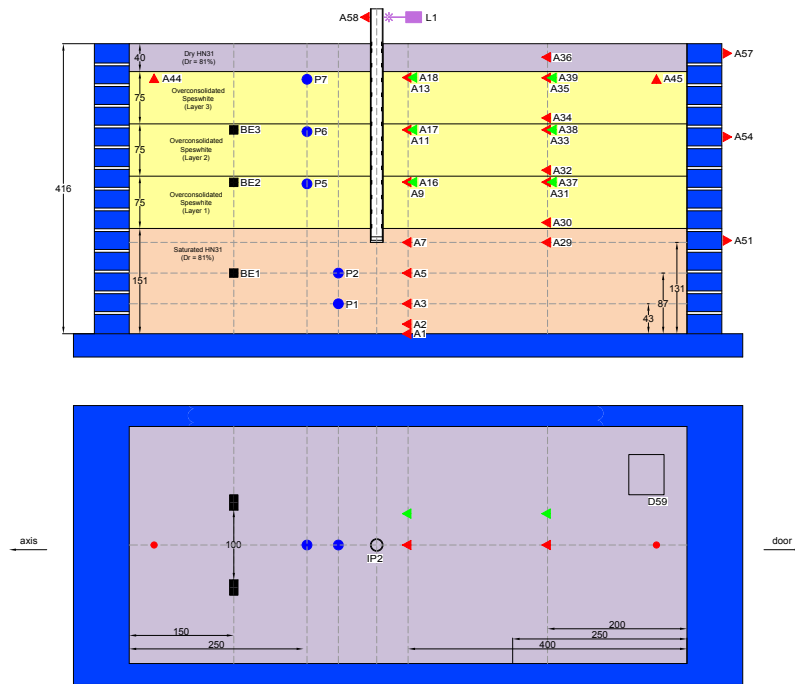 A58
L1
A57
A36
Dry HN31
(Dr = 81%)
40
A44
P7
A18
A13
A39
A35
A45
75
Overconsolidated
Speswhite
(Layer 3)
A34
BE3
P6
A17
A11
A38
A33
A54
75
Overconsolidated
Speswhite
(Layer 2)
A32
416
BE2
P5
A16
A9
A37
A31
75
Overconsolidated
Speswhite
(Layer 1)
A30
Saturated HN31
(Dr = 81%)
A7
A29
A51
151
BE1
P2
A5
131
87
P1
A3
43
A2
A1
D59
axis
100
IP2
door
150
200
250
250
400